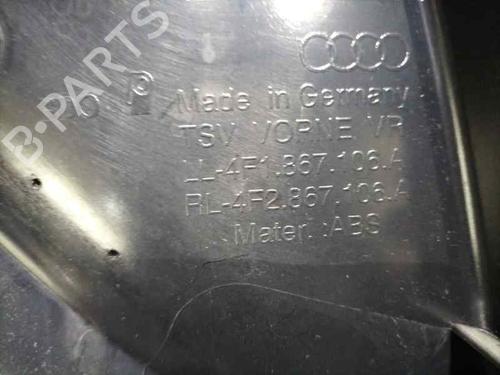 B-PARTS
Made in Germany
TSV VORNE VR
LL-4F1.867.106.A
RL-4F2.867.106.A
Mater. :ABS